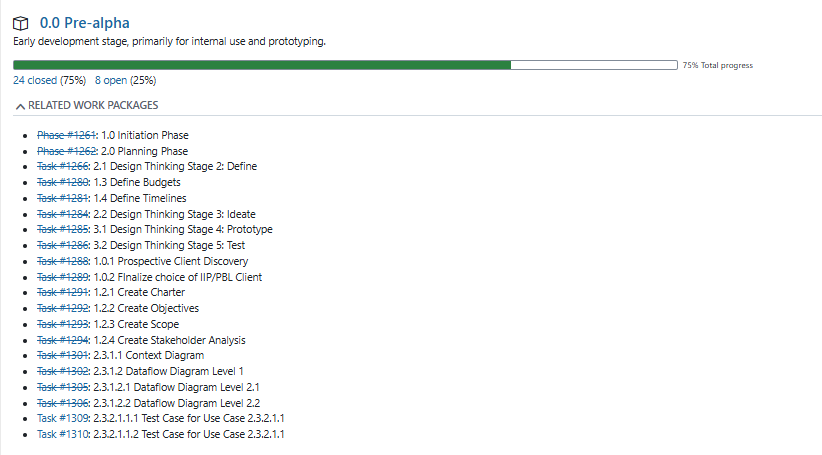 0.0 Pre-alpha
Early development stage, primarily for internal use and prototyping.
75% Total progress
24 closed (75%) 8 open (25%)
RELATED WORK PACKAGES
Phase #1261: 1.0 Initiation Phase
Phase #1262: 2.0 Planning Phase
Task #1266: 2.1 Design Thinking Stage 2: Define
Task #1280: 1.3 Define Budgets
Task #1281: 1.4 Define Timelines
Task #1284: 2.2 Design Thinking Stage 3: Ideate
Task #1285: 3.1 Design Thinking Stage 4: Prototype
Task #1286: 3.2 Design Thinking Stage 5: Test
Task #1288: 1.0.1 Prospective Client Discovery
Task #1289: 1.0.2 FInalize choice of IIP/PBL Client
Task #1291: 1.2.1 Create Charter
Task #1292: 1.2.2 Create Objectives
Task #1293: 1.2.3 Create Scope
Task #1294: 1.2.4 Create Stakeholder Analysis
Task #1301: 2.3.1.1 Context Diagram
Task #1302: 2.3.1.2 Dataflow Diagram Level 1
Task #1305: 2.3.1.2.1 Dataflow Diagram Level 2.1
Task #1306: 2.3.1.2.2 Dataflow Diagram Level 2.2
Task #1309: 2.3.2.1.1.1 Test Case for Use Case 2.3.2.1.1
Task #1310: 2.3.2.1.1.2 Test Case for Use Case 2.3.2.1.1